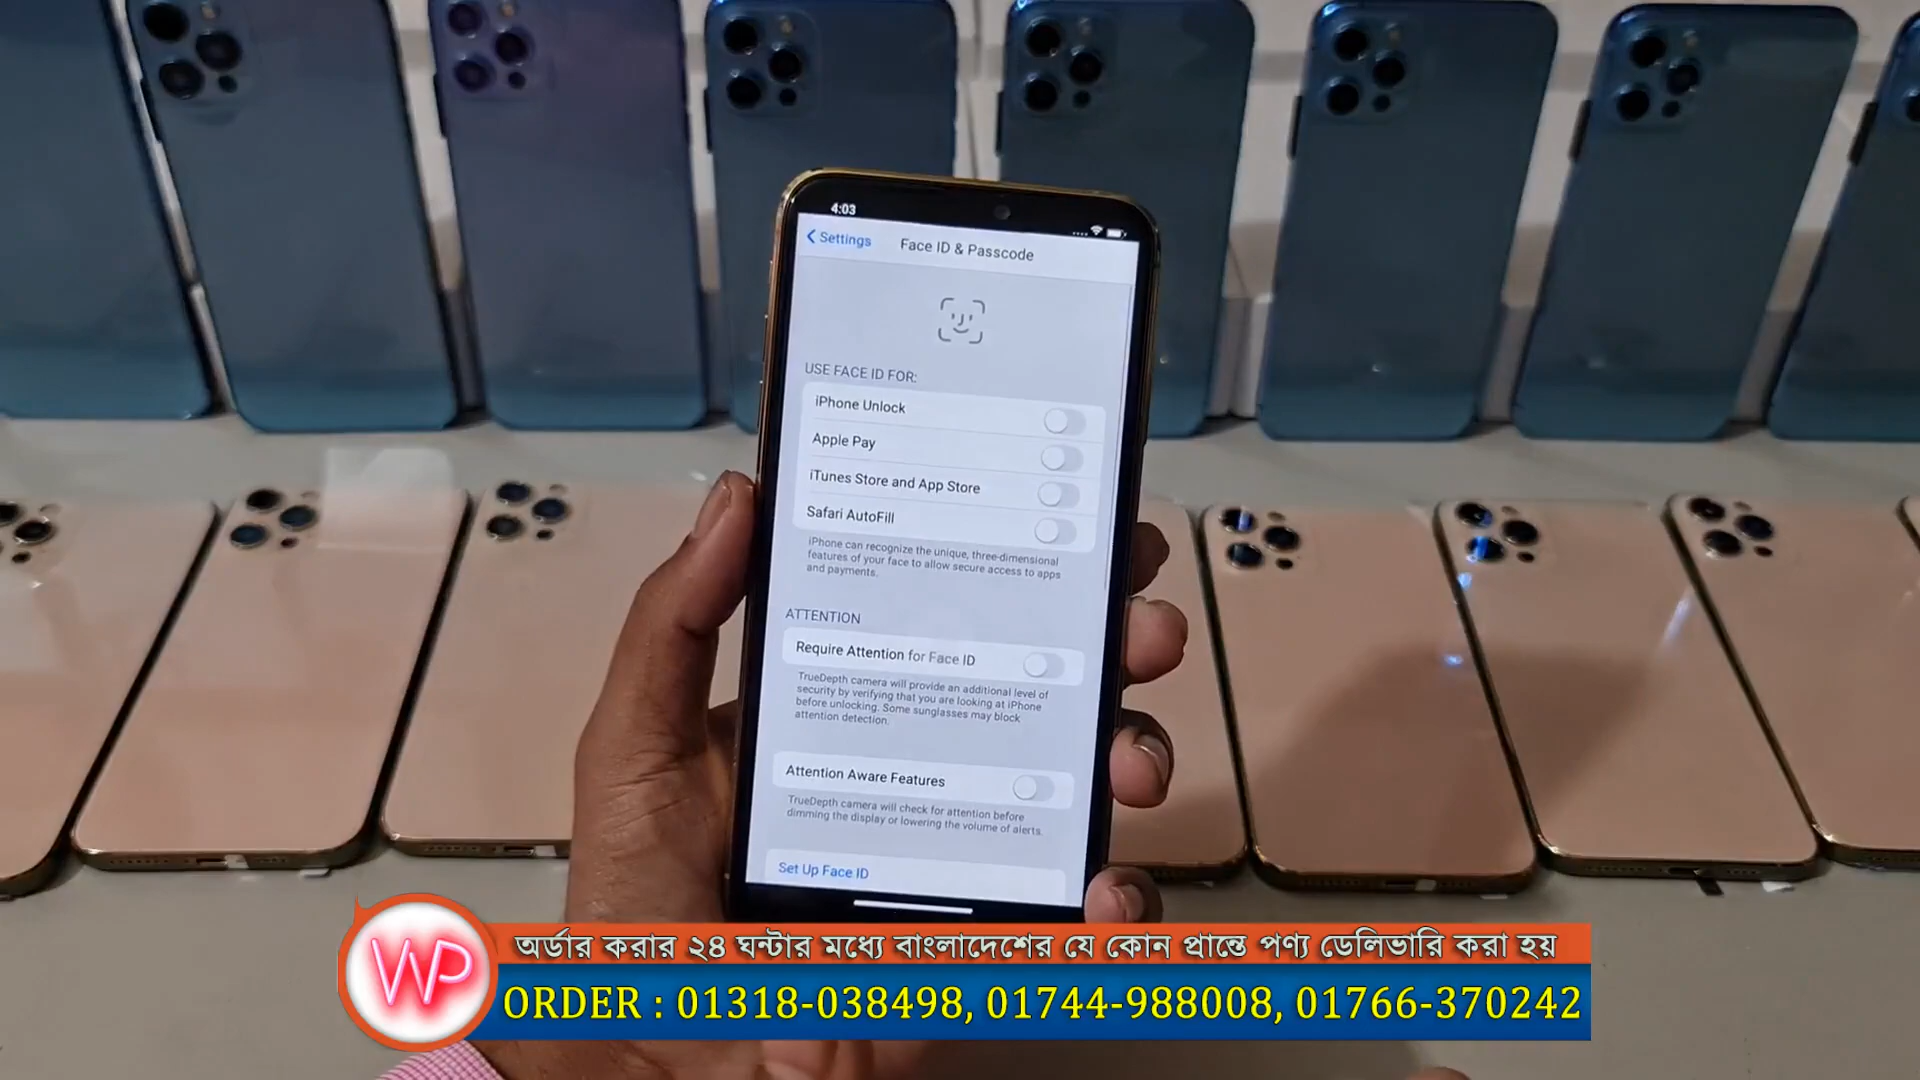 4:03
Settings
Face ID & Passcode
USE FACE ID FOR:
iPhone Unlock
Apple Pay
iTunes Store and App Store
Safari AutoFill
iPhone can recognize the unique, three-dimensional
features of your face to allow secure access to apps
and payments.
ATTENTION
Require Attention for Face ID
TrueDepth camera will provide an additional level of
security by verifying that you are looking at iPhone
before unlocking. Some sunglasses may block
attention detection.
Attention Aware Features
TrueDepth camera will check for attention before
dimming the display or lowering the volume of alerts.
Set Up Face ID
WP
অর্ডার করার ২৪ ঘন্টার মধ্যে বাংলাদেশের যে কোন প্রান্তে পণ্য ডেলিভারি করা হয়
ORDER : 01318-038498, 01744-988008, 01766-370242